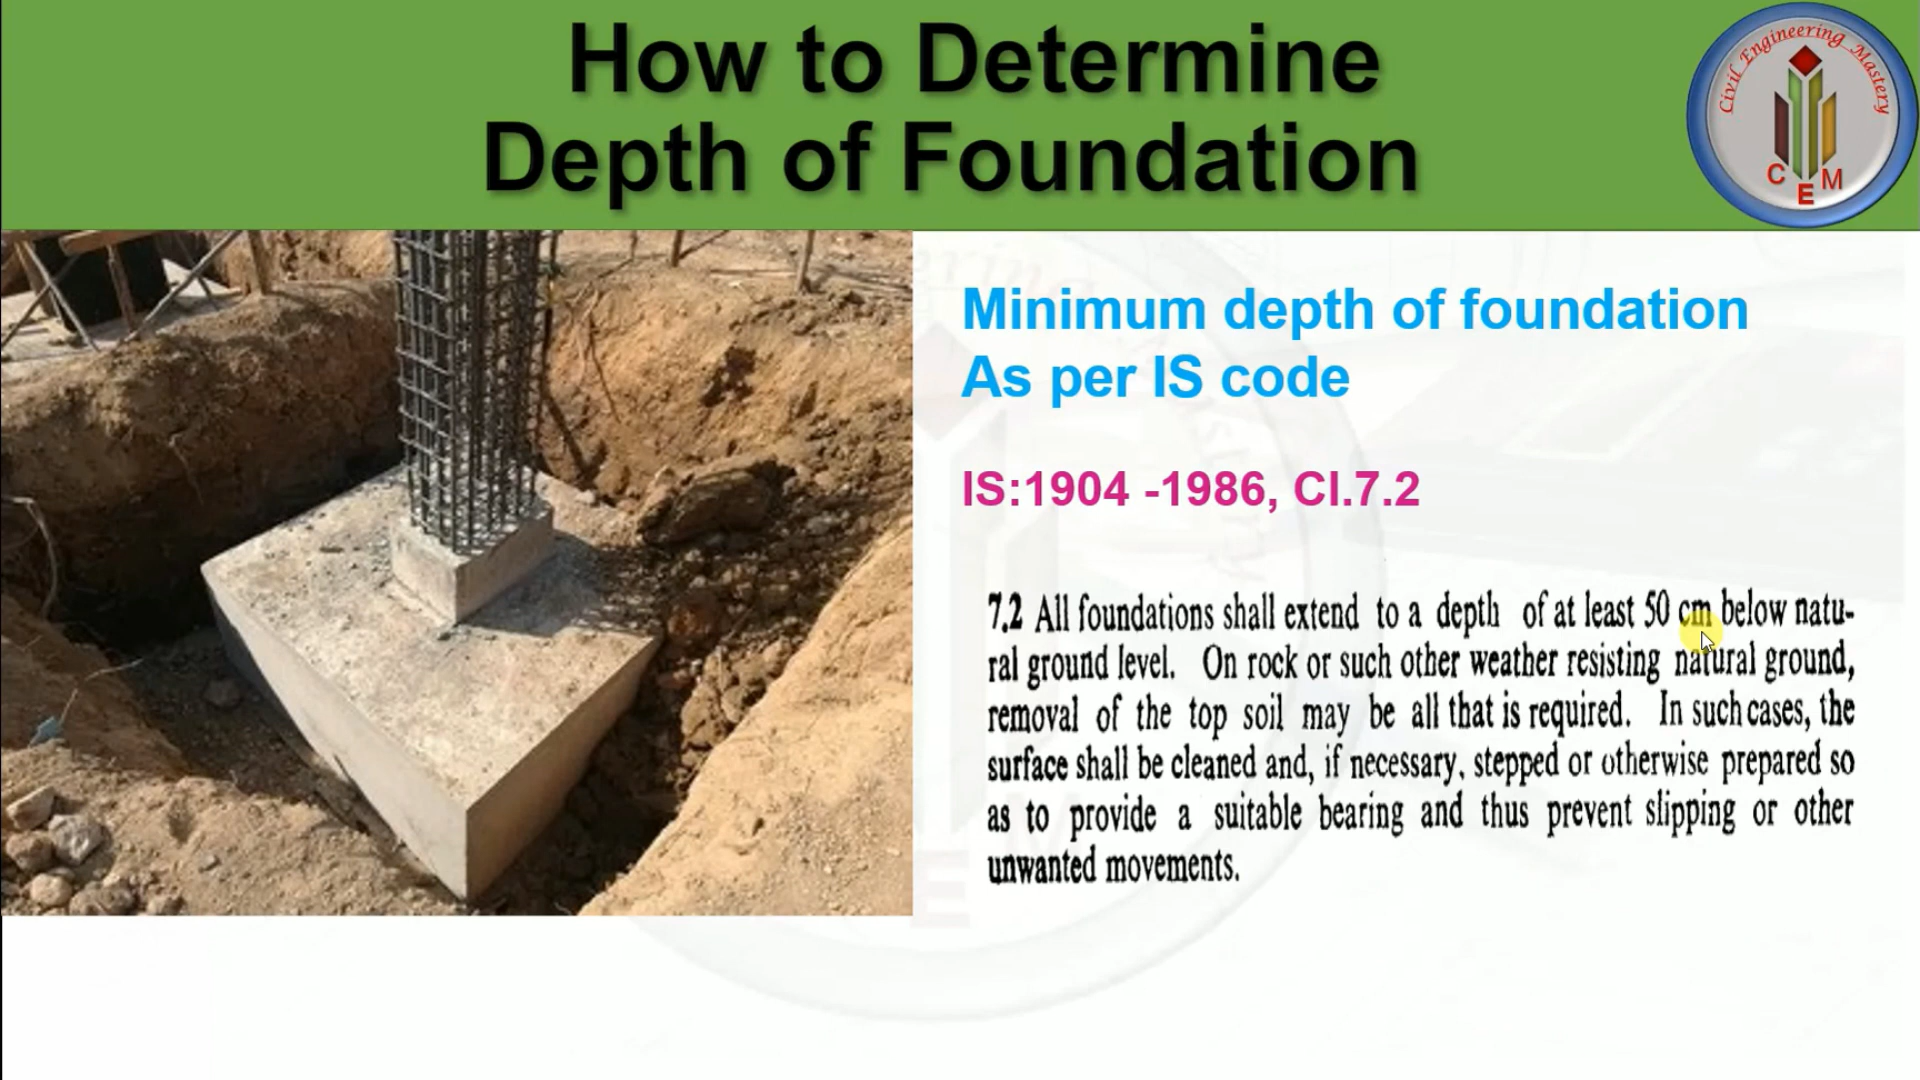 How to Determine
Depth of Foundation
Civil Engineering Mastery
C E M
Minimum depth of foundation
As per IS code
IS:1904 -1986, Cl.7.2
7.2 All foundations shall extend to a depth of at least 50 cm below natu-
ral ground level. On rock or such other weather resisting natural ground,
removal of the top soil may be all that is required. In such cases, the
surface shall be cleaned and, if necessary, stepped or otherwise prepared so
as to provide a suitable bearing and thus prevent slipping or other
unwanted movements.